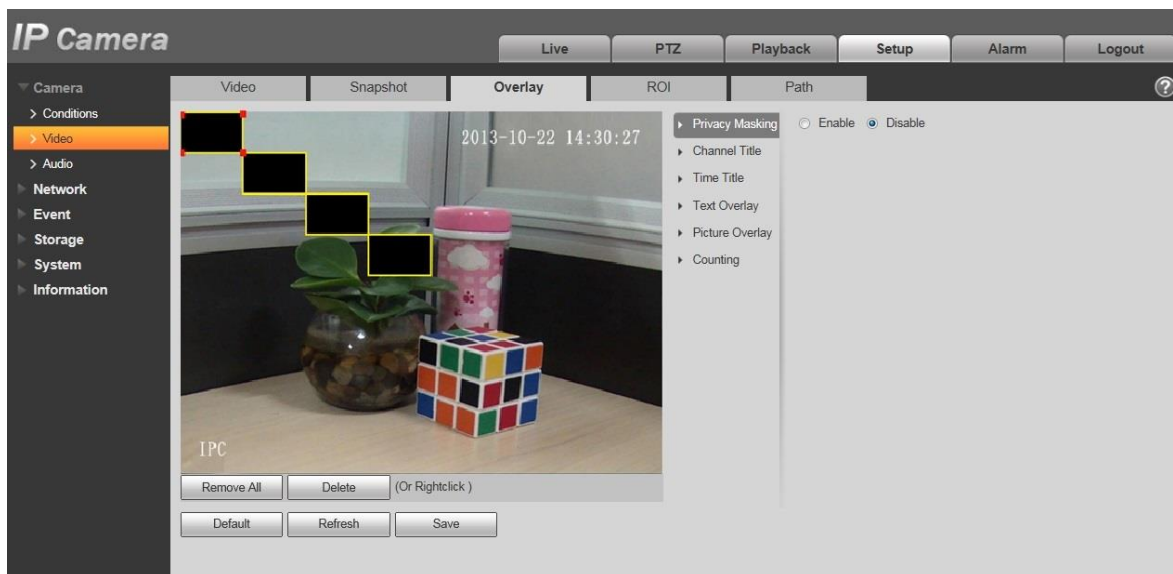 IP Camera
Live PTZ Playback Setup Alarm Logout
Camera
Conditions
Video
Audio
Network
Event
Storage
System
Information
Video Snapshot Overlay ROI Path
2013-10-22 14:30:27
IPC
Privacy Masking Enable Disable
Channel Title
Time Title
Text Overlay
Picture Overlay
Counting
Remove All Delete (Or Rightclick )
Default Refresh Save